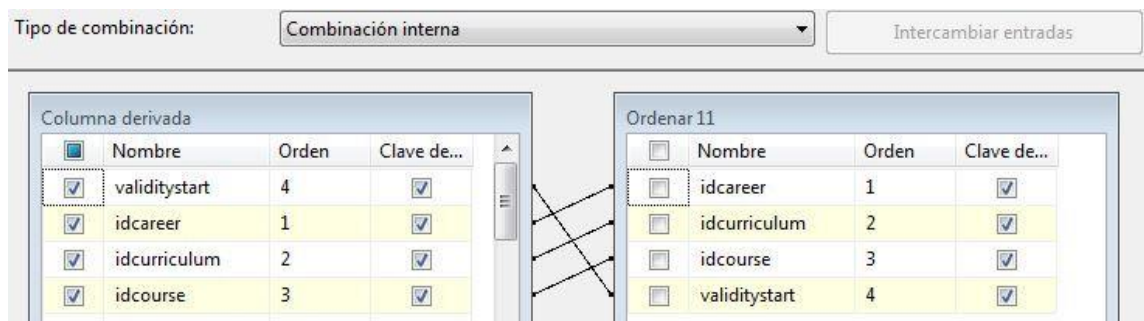 Tipo de combinación: Combinación interna Intercambiar entradas
Columna derivada
Nombre Orden Clave de...
validitystart 4
idcareer 1
idcurriculum 2
idcourse 3
Ordenar 11
Nombre Orden Clave de...
idcareer 1
idcurriculum 2
idcourse 3
validitystart 4